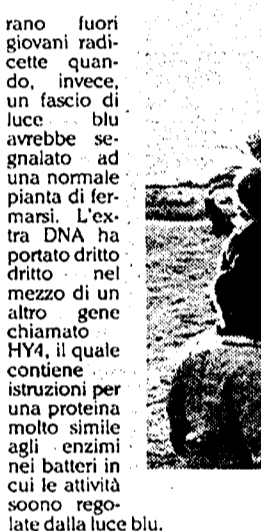 rano fuori
giovani radi-
cette quan-
do, invece,
un fascio di
luce blu
avrebbe se-
gnalato ad
una normale
pianta di fer-
marsi. L'ex-
tra DNA ha
portato dritto
dritto nel
mezzo di un
altro gene
chiamato
HY4, il quale
contiene
istruzioni per
una proteina
molto simile
agli enzimi
nei batteri in
cui le attività
soono rego-
late dalla luce blu.